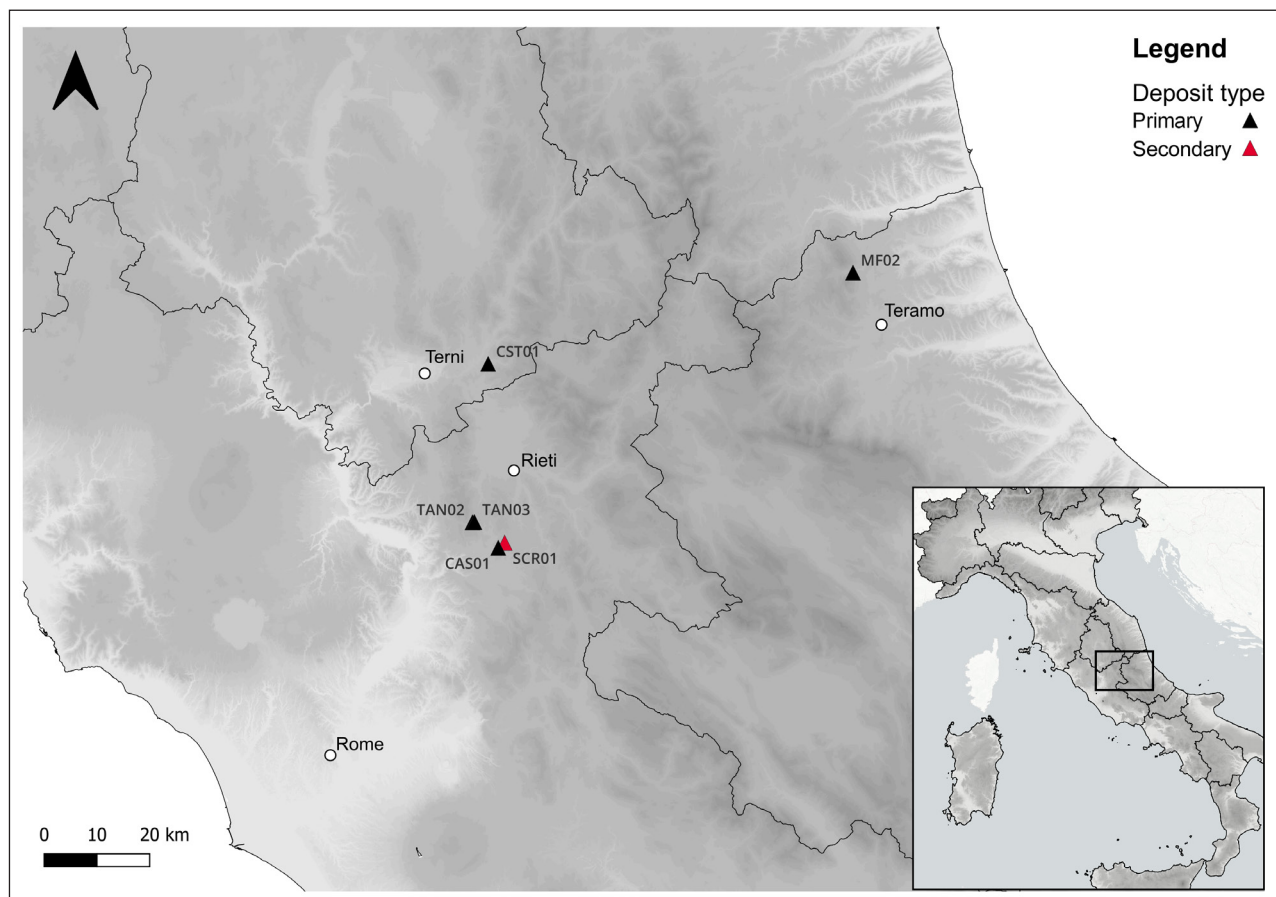 Legend
Deposit type
Primary
Secondary
MF02
Teramo
CST01
Terni
Rieti
TAN02 TAN03
CAS01 SCR01
Rome
0 10 20 km